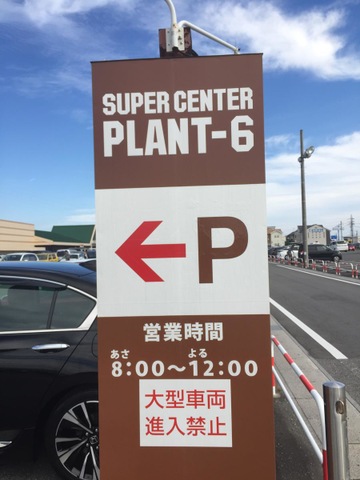 SUPER CENTER
PLANT-6
P
営業時間
あさ よる
8:00〜12:00
大型車両
進入禁止